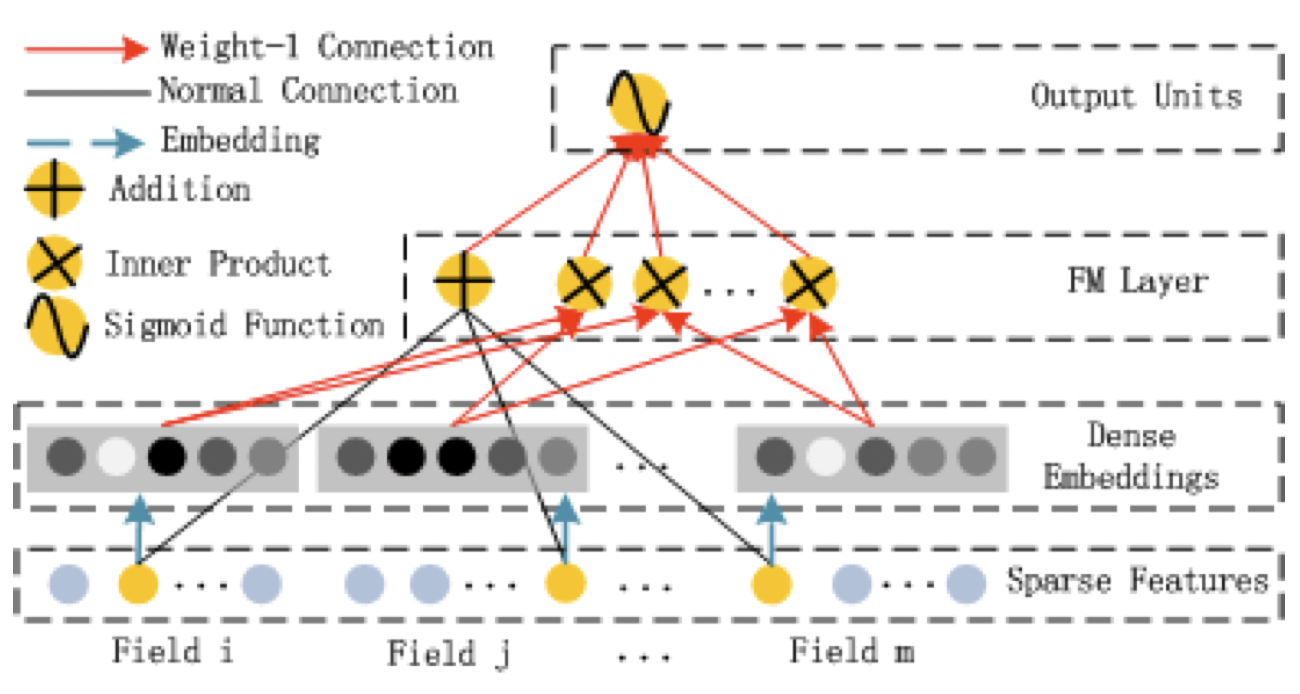 Weight-1 Connection
Normal Connection
Embedding
Addition
Inner Product
Sigmoid Function
Output Units
FM Layer
...
Dense
Embeddings
...
Sparse Features
... ... ... ...
Field i
Field j
...
Field m